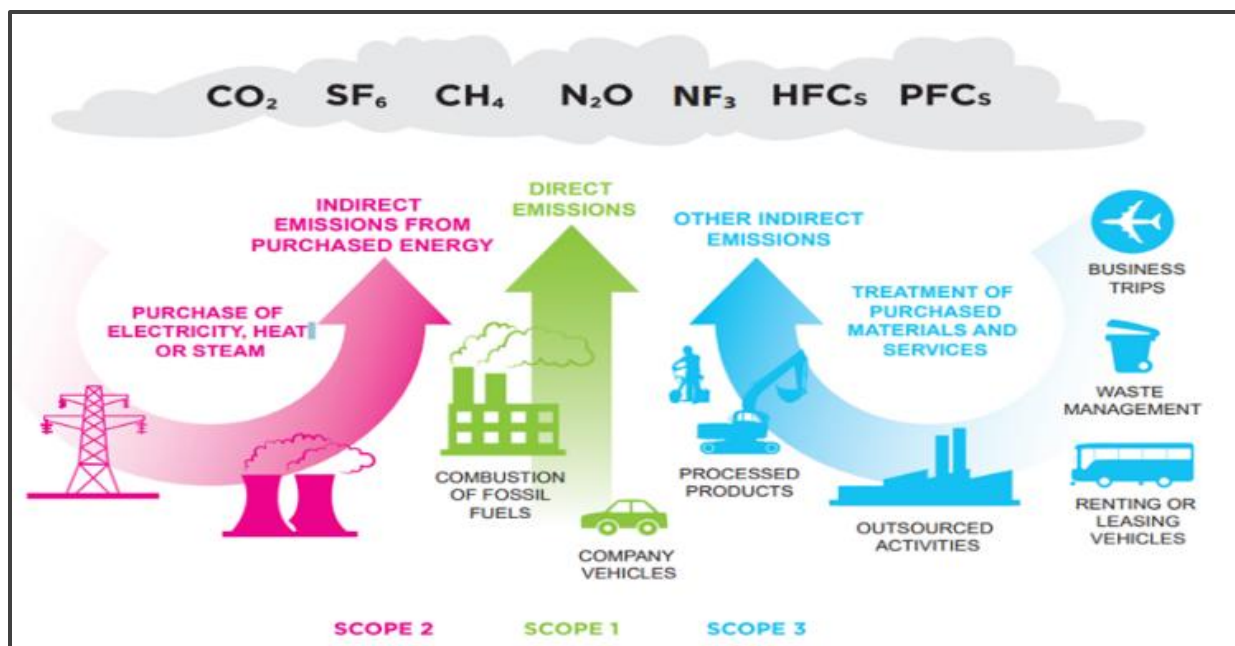 CO₂ SF₆ CH₄ N₂O NF₃ HFCs PFCs
INDIRECT
EMISSIONS FROM
PURCHASED ENERGY
DIRECT
EMISSIONS
OTHER INDIRECT
EMISSIONS
PURCHASE OF
ELECTRICITY, HEAT
OR STEAM
TREATMENT OF
PURCHASED
MATERIALS AND
SERVICES
BUSINESS
TRIPS
WASTE
MANAGEMENT
COMBUSTION
OF FOSSIL
FUELS
COMPANY
VEHICLES
PROCESSED
PRODUCTS
OUTSOURCED
ACTIVITIES
RENTING OR
LEASING
VEHICLES
SCOPE 2 SCOPE 1 SCOPE 3